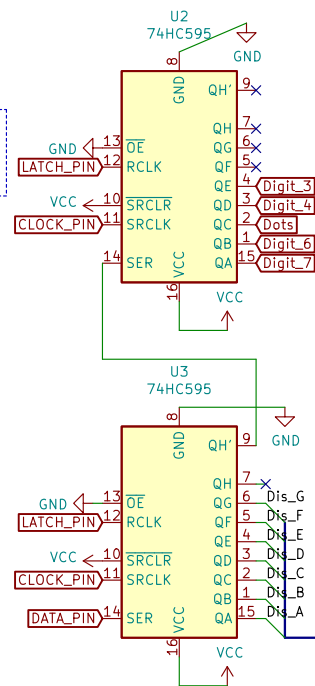 U2
74HC595
GND
8
GND
QH' 9
QH 7
GND 13 OE QG 6
LATCH_PIN 12 RCLK QF 5
QE 4 Digit_3
VCC 10 SRCLR QD 3 Digit_4
CLOCK_PIN 11 SRCLK QC 2 Dots
QB 1 Digit_6
14 SER VCC QA 15 Digit_7
16
VCC
U3
74HC595
8
GND
GND
QH' 9
QH 7
GND 13 OE QG 6 Dis_G
LATCH_PIN 12 RCLK QF 5 Dis_F
QE 4 Dis_E
VCC 10 SRCLR QD 3 Dis_D
CLOCK_PIN 11 SRCLK QC 2 Dis_C
QB 1 Dis_B
DATA_PIN 14 SER VCC QA 15 Dis_A
16
VCC